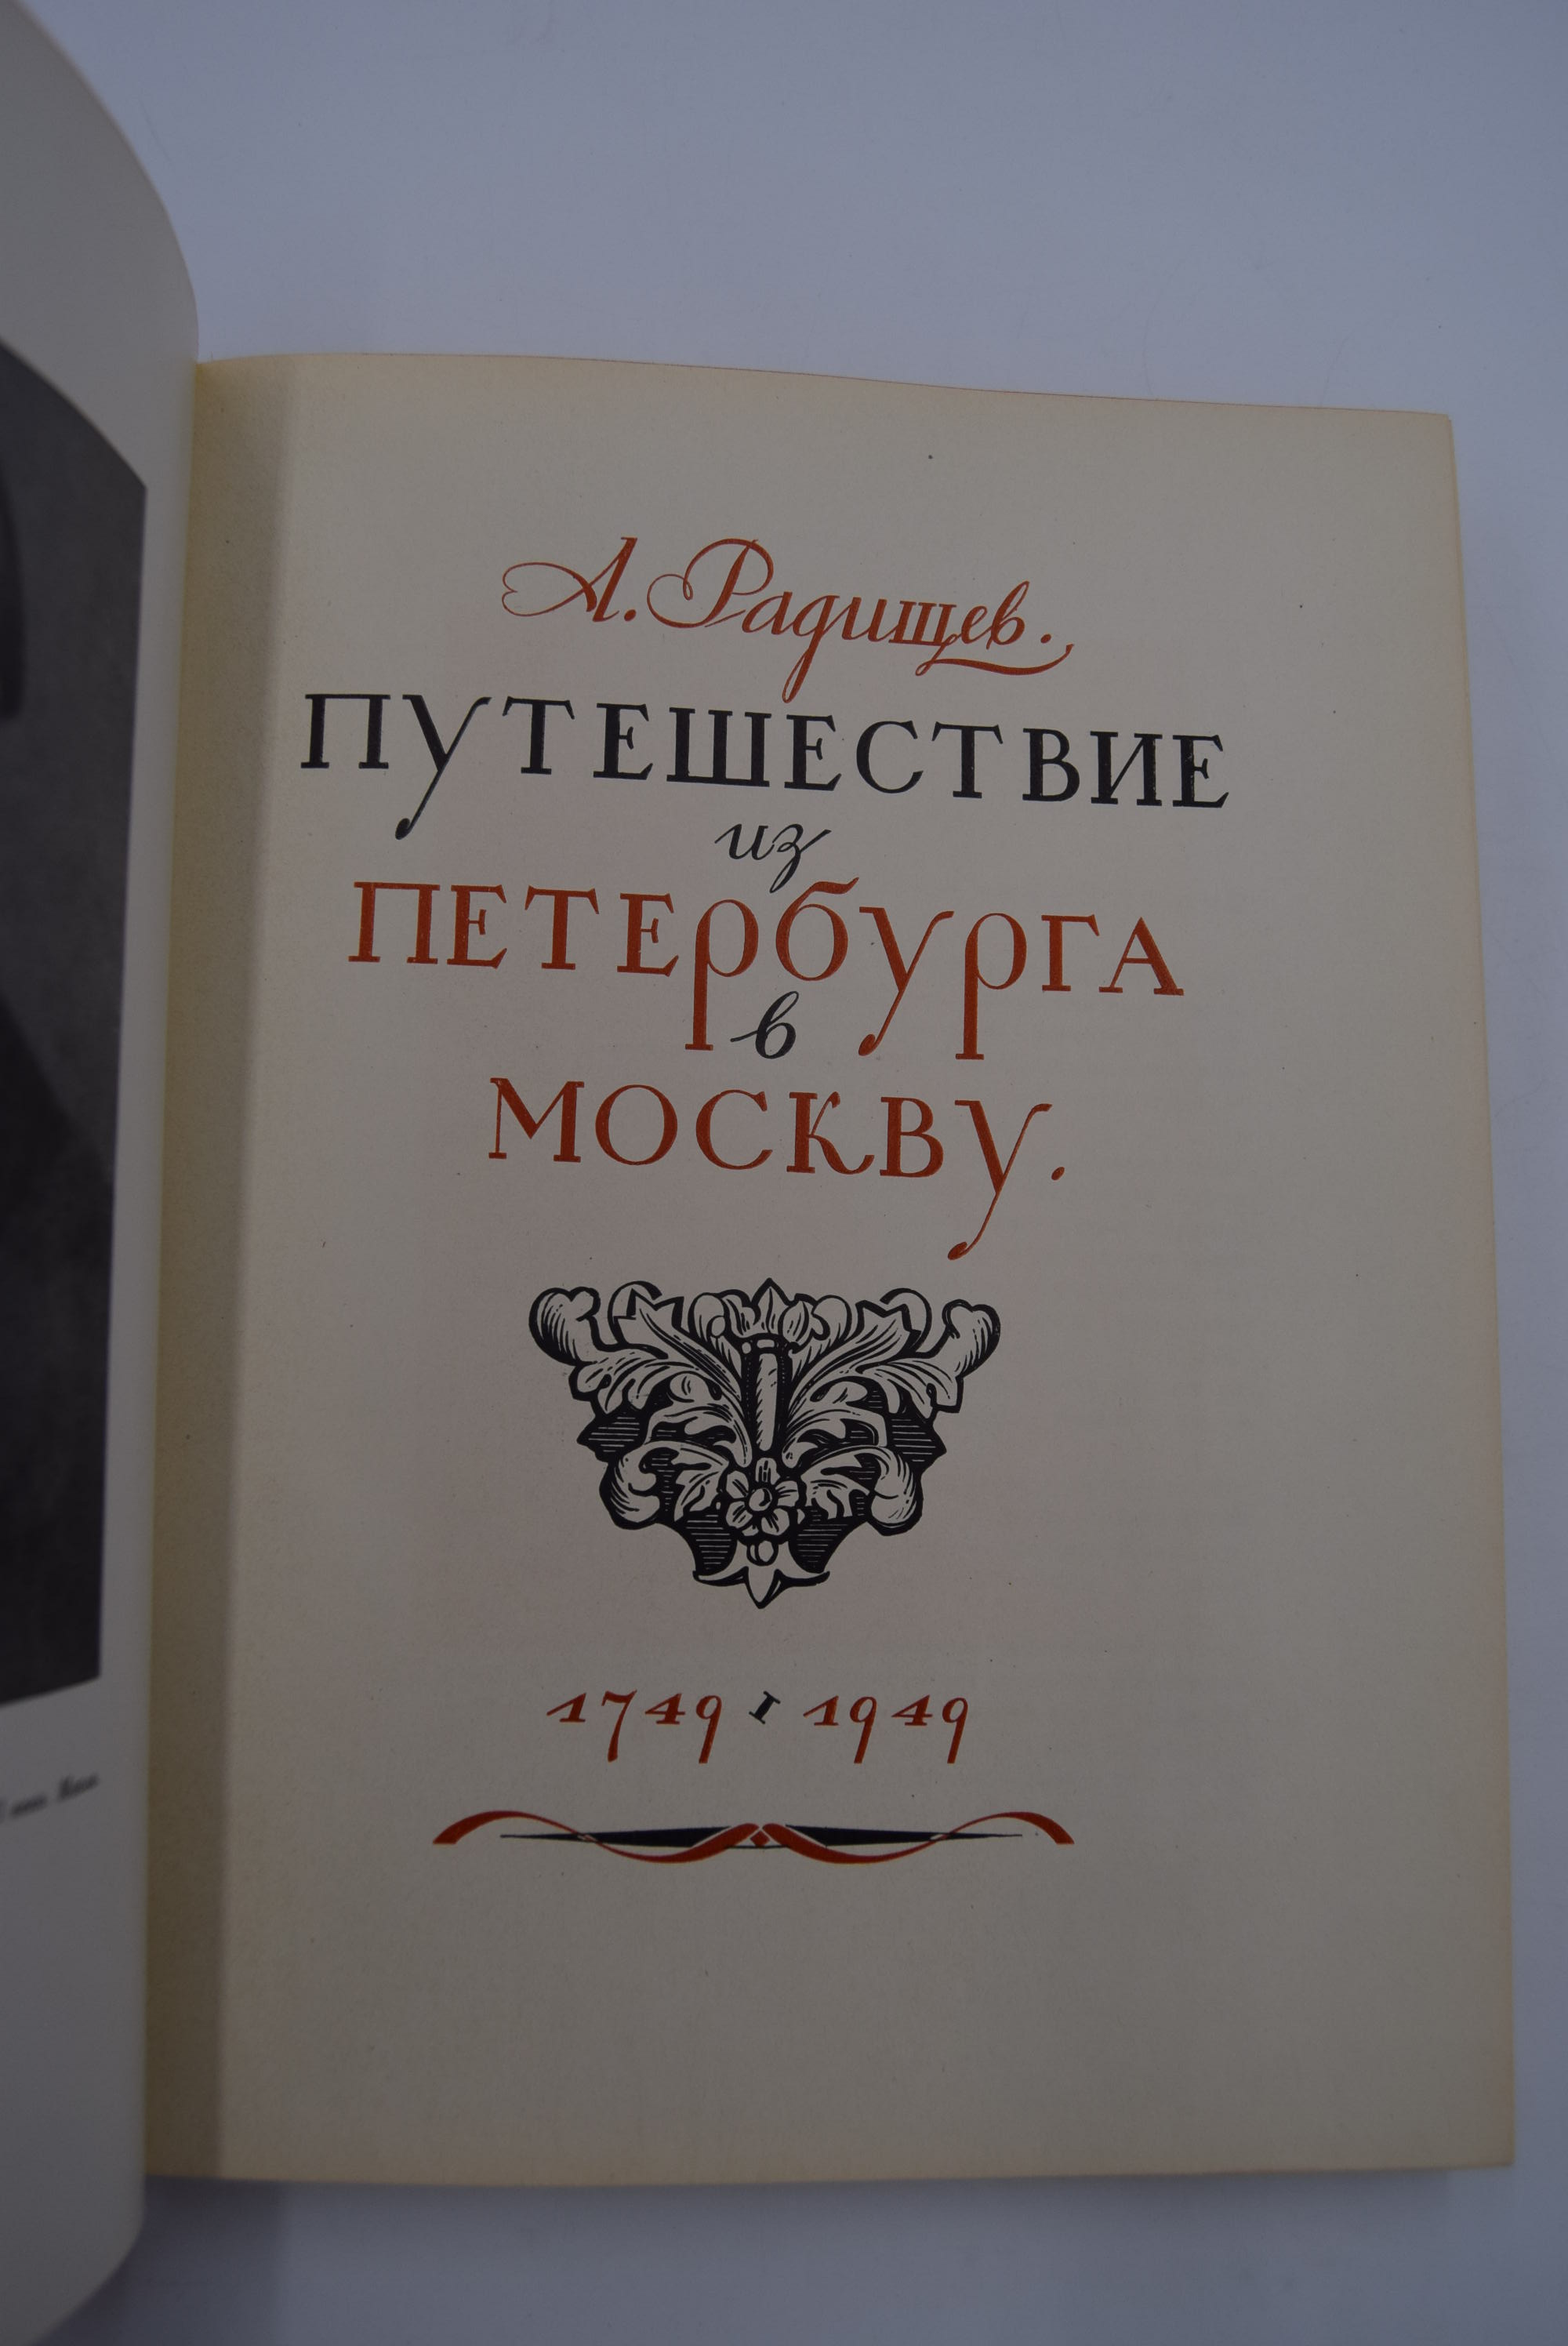 А. Радищев.
ПУТЕШЕСТВИЕ
из
ПЕТЕРБУРГА
в
МОСКВУ.
1749 I 1949